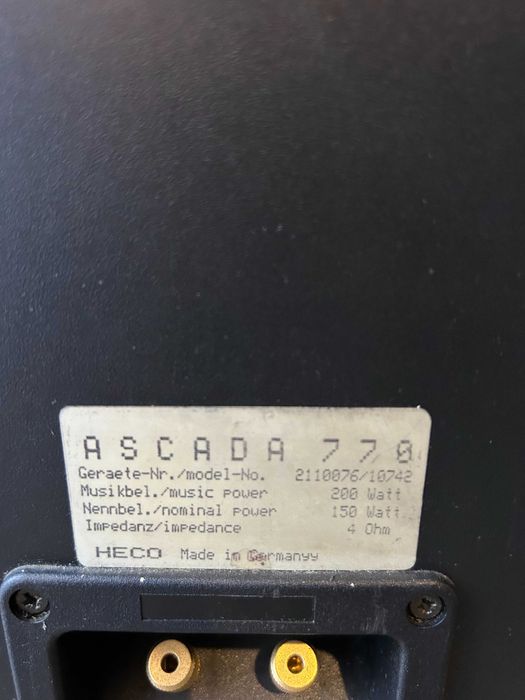 ASCADA 770
Geraete-Nr./model-No. 2110076/10742
Musikbel./music power 200 Watt
Nennbel./nominal power 150 Watt
Impedanz/impedance 4 Ohm
HECO Made in Germanyy